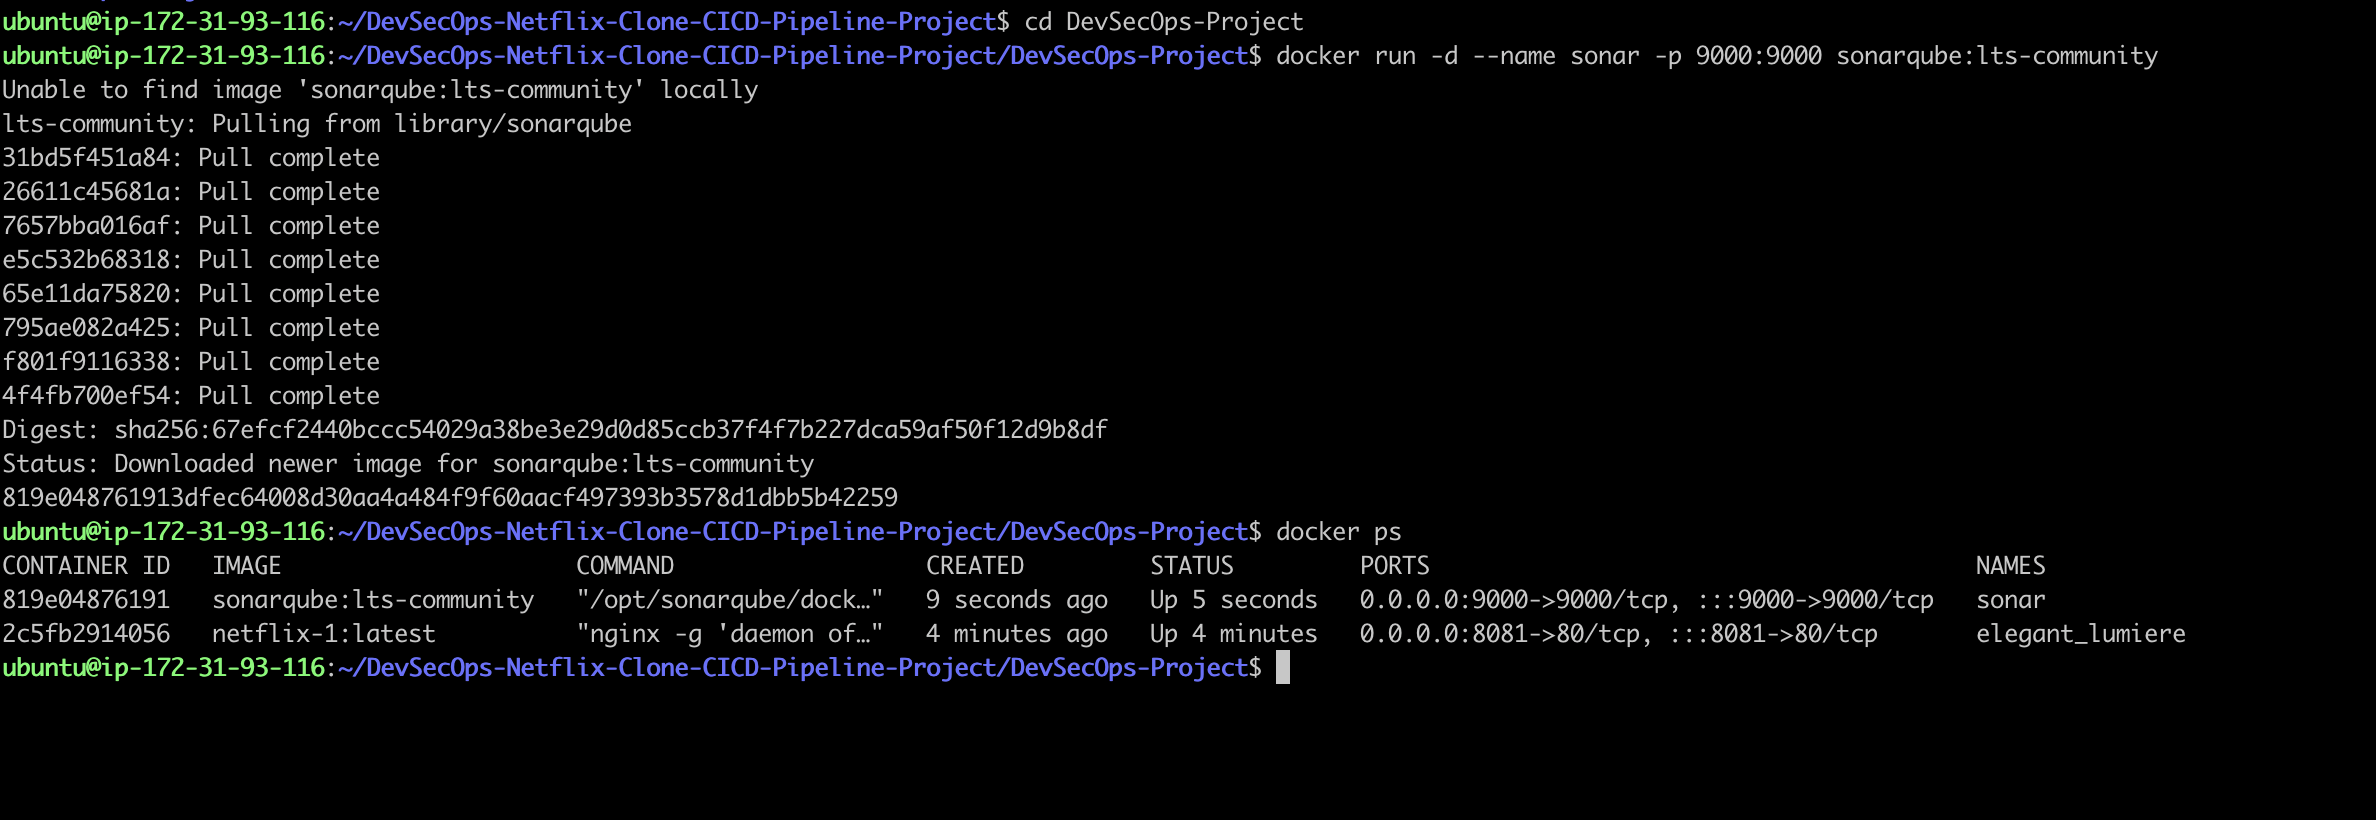 ubuntu@ip-172-31-93-116:~/DevSecOps-Netflix-Clone-CICD-Pipeline-Project$ cd DevSecOps-Project
ubuntu@ip-172-31-93-116:~/DevSecOps-Netflix-Clone-CICD-Pipeline-Project/DevSecOps-Project$ docker run -d --name sonar -p 9000:9000 sonarqube:lts-community
Unable to find image 'sonarqube:lts-community' locally
lts-community: Pulling from library/sonarqube
31bd5f451a84: Pull complete
26611c45681a: Pull complete
7657bba016af: Pull complete
e5c532b68318: Pull complete
65e11da75820: Pull complete
795ae082a425: Pull complete
f801f9116338: Pull complete
4f4fb700ef54: Pull complete
Digest: sha256:67efcf2440bccc54029a38be3e29d0d85ccb37f4f7b227dca59af50f12d9b8df
Status: Downloaded newer image for sonarqube:lts-community
819e048761913dfec64008d30aa4a484f9f60aacf497393b3578d1dbb5b42259
ubuntu@ip-172-31-93-116:~/DevSecOps-Netflix-Clone-CICD-Pipeline-Project/DevSecOps-Project$ docker ps
CONTAINER ID   IMAGE                     COMMAND                  CREATED         STATUS         PORTS                                       NAMES
819e04876191   sonarqube:lts-community   "/opt/sonarqube/dock…"   9 seconds ago   Up 5 seconds   0.0.0.0:9000->9000/tcp, :::9000->9000/tcp   sonar
2c5fb2914056   netflix-1:latest          "nginx -g 'daemon of…"   4 minutes ago   Up 4 minutes   0.0.0.0:8081->80/tcp, :::8081->80/tcp       elegant_lumiere
ubuntu@ip-172-31-93-116:~/DevSecOps-Netflix-Clone-CICD-Pipeline-Project/DevSecOps-Project$